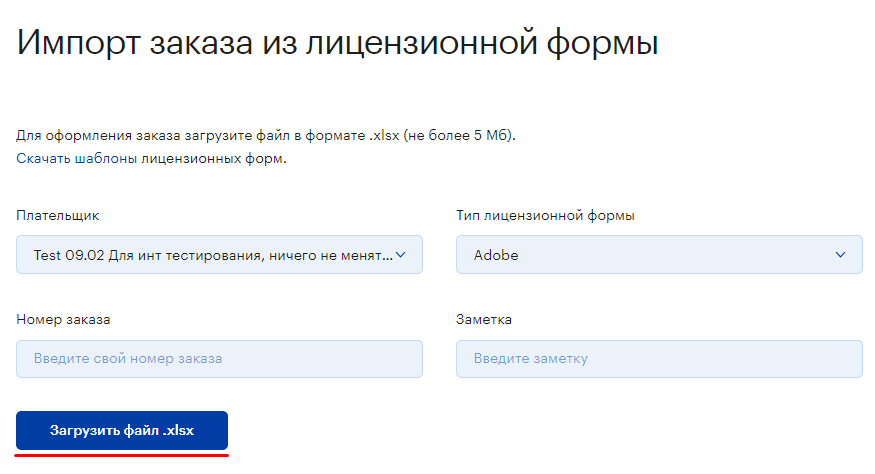 Импорт заказа из лицензионной формы
Для оформления заказа загрузите файл в формате .xlsx (не более 5 Мб).
Скачать шаблоны лицензионных форм.
Плательщик
Тип лицензионной формы
Test 09.02 Для инт тестирования, ничего не менят...
Adobe
Номер заказа
Заметка
Введите свой номер заказа
Введите заметку
Загрузить файл .xlsx